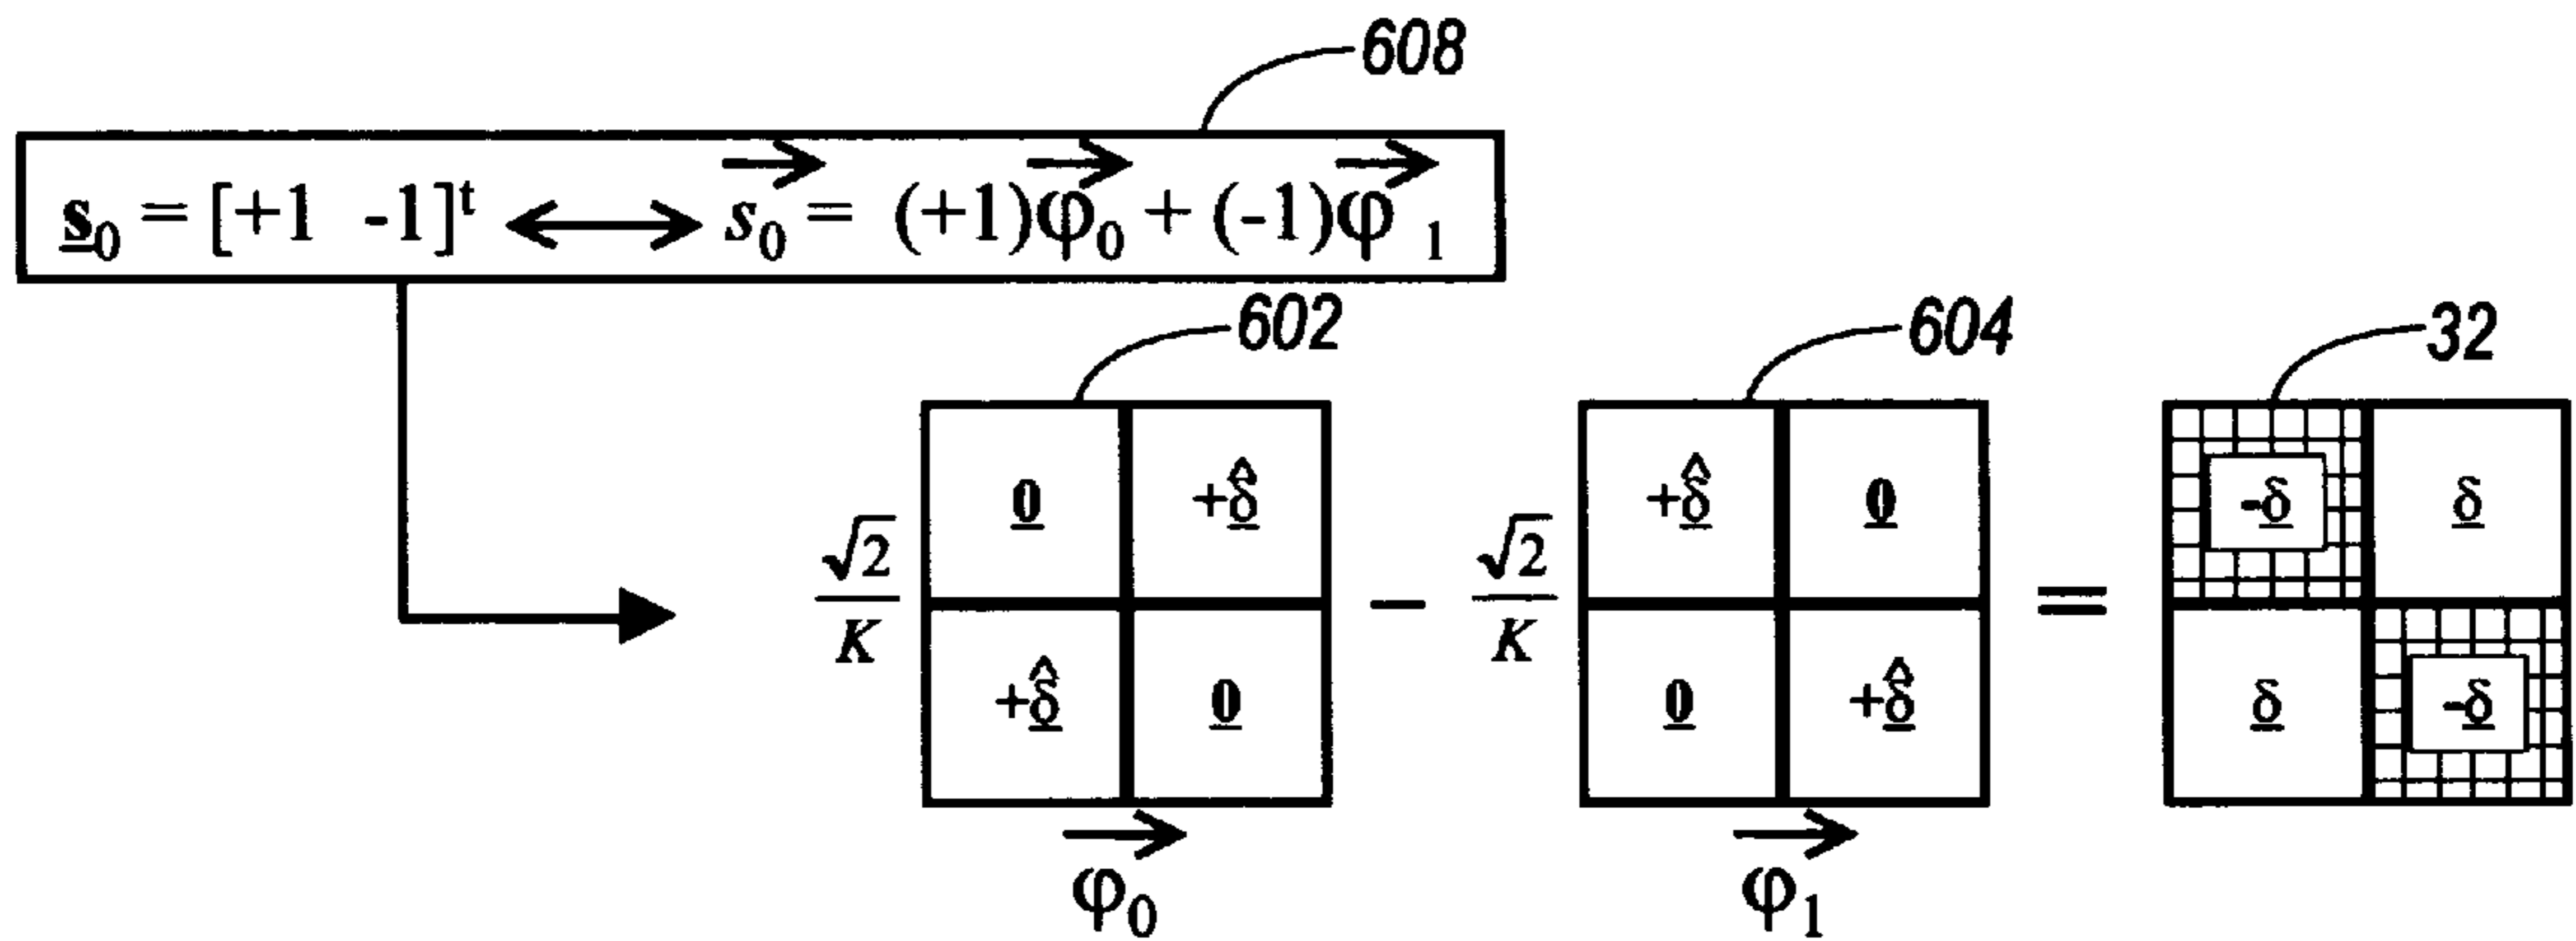 608
s₀ = [+1 -1]ᵗ ⟷ s₀ = (+1)φ₀ + (-1)φ₁
602 604 32
0 +δ̂ +δ̂ 0 -δ δ
√2/K − √2/K =
+δ̂ 0 0 +δ̂ δ -δ
φ₀ φ₁